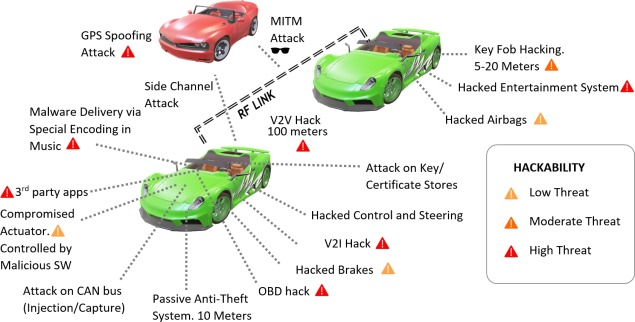 GPS Spoofing
Attack
MITM
Attack
Side Channel
Attack
RF LINK
Key Fob Hacking.
5-20 Meters
Hacked Entertainment System
Hacked Airbags
Malware Delivery via
Special Encoding in
Music
V2V Hack
100 meters
3rd party apps
Compromised
Actuator.
Controlled by
Malicious SW
Attack on CAN bus
(Injection/Capture)
Passive Anti-Theft
System. 10 Meters
OBD hack
Hacked Brakes
V2I Hack
Hacked Control and Steering
Attack on Key/
Certificate Stores
HACKABILITY
Low Threat
Moderate Threat
High Threat